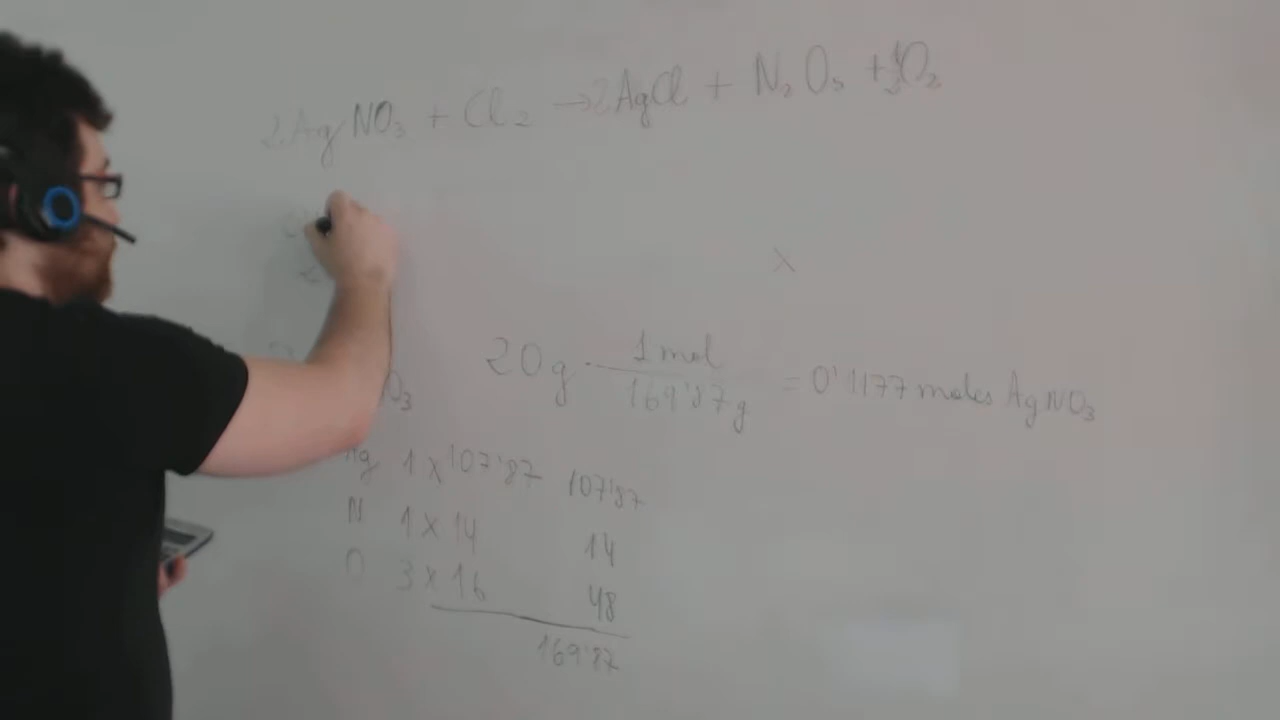 2AgNO₃ + Cl₂ → 2AgCl + N₂O₅ + ½O₂
x
20g · 1 mol / 169'87g = 0'1177 moles AgNO₃
O₃
Ag 1 x 107'87 107'87
N 1 x 14 14
O 3 x 16 48
169'87